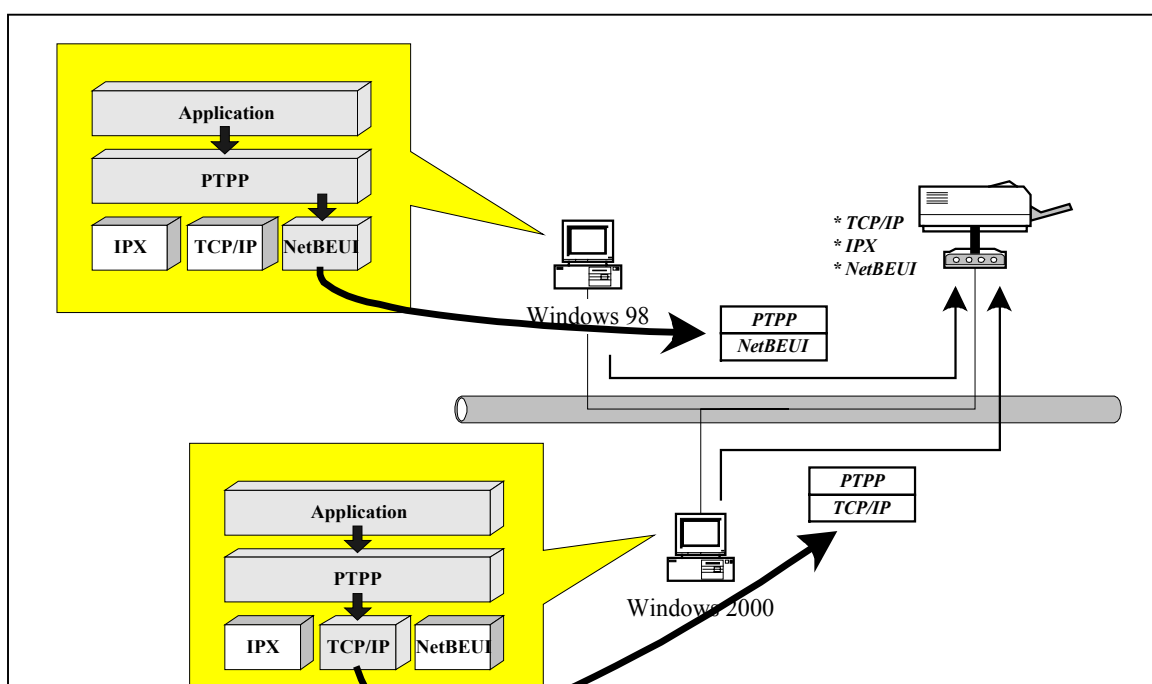 Application
PTPP
IPX
TCP/IP
NetBEUI
* TCP/IP
* IPX
* NetBEUI
Windows 98
PTPP
NetBEUI
Application
PTPP
IPX
TCP/IP
NetBEUI
Windows 2000
PTPP
TCP/IP